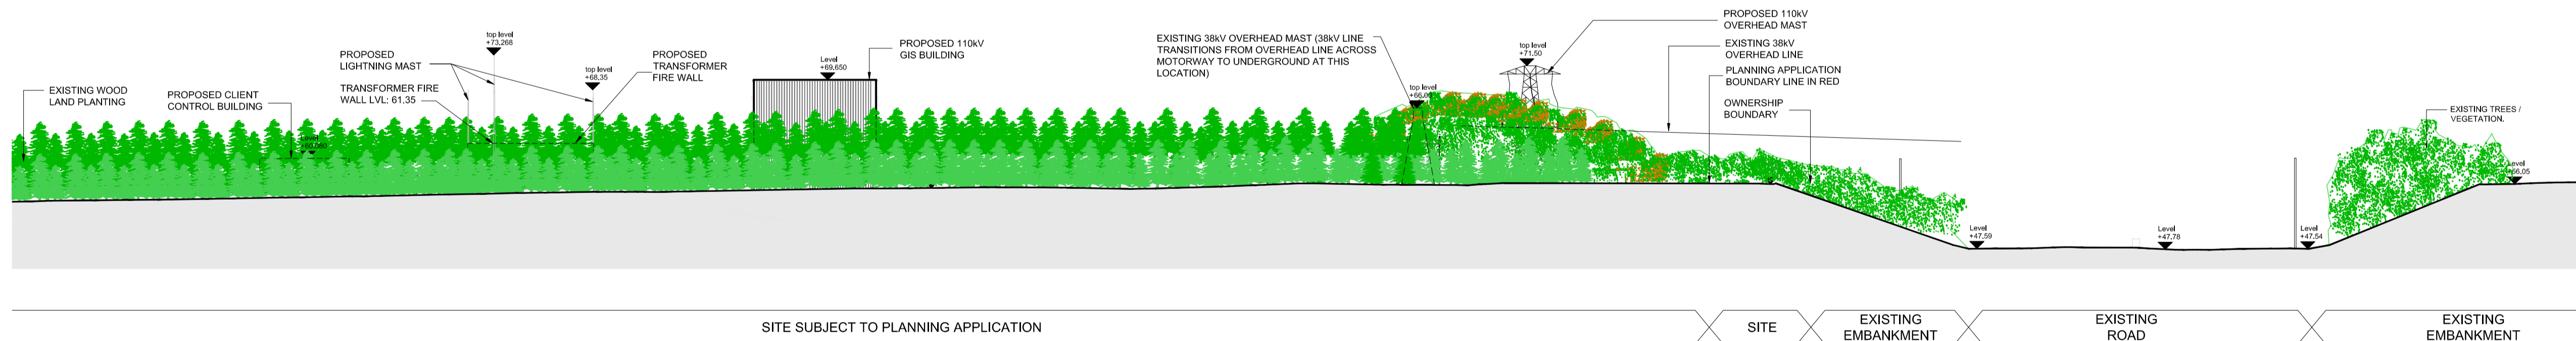 EXISTING WOOD
LAND PLANTING
PROPOSED CLIENT
CONTROL BUILDING
Level
+60.060
PROPOSED
LIGHTNING MAST
TRANSFORMER FIRE
WALL LVL: 61.35
top level
+73,268
top level
+68,35
PROPOSED
TRANSFORMER
FIRE WALL
Level
+69,650
PROPOSED 110kV
GIS BUILDING
EXISTING 38kV OVERHEAD MAST (38kV LINE
TRANSITIONS FROM OVERHEAD LINE ACROSS
MOTORWAY TO UNDERGROUND AT THIS
LOCATION)
top level
top level
+71.50
PROPOSED 110kV
OVERHEAD MAST
EXISTING 38kV
OVERHEAD LINE
PLANNING APPLICATION
BOUNDARY LINE IN RED
OWNERSHIP
BOUNDARY
EXISTING TREES /
VEGETATION.
Level
Level
+47,59
Level
+47,78
Level
+47,54
SITE SUBJECT TO PLANNING APPLICATION
SITE
EXISTING
EMBANKMENT
EXISTING
ROAD
EXISTING
EMBANKMENT